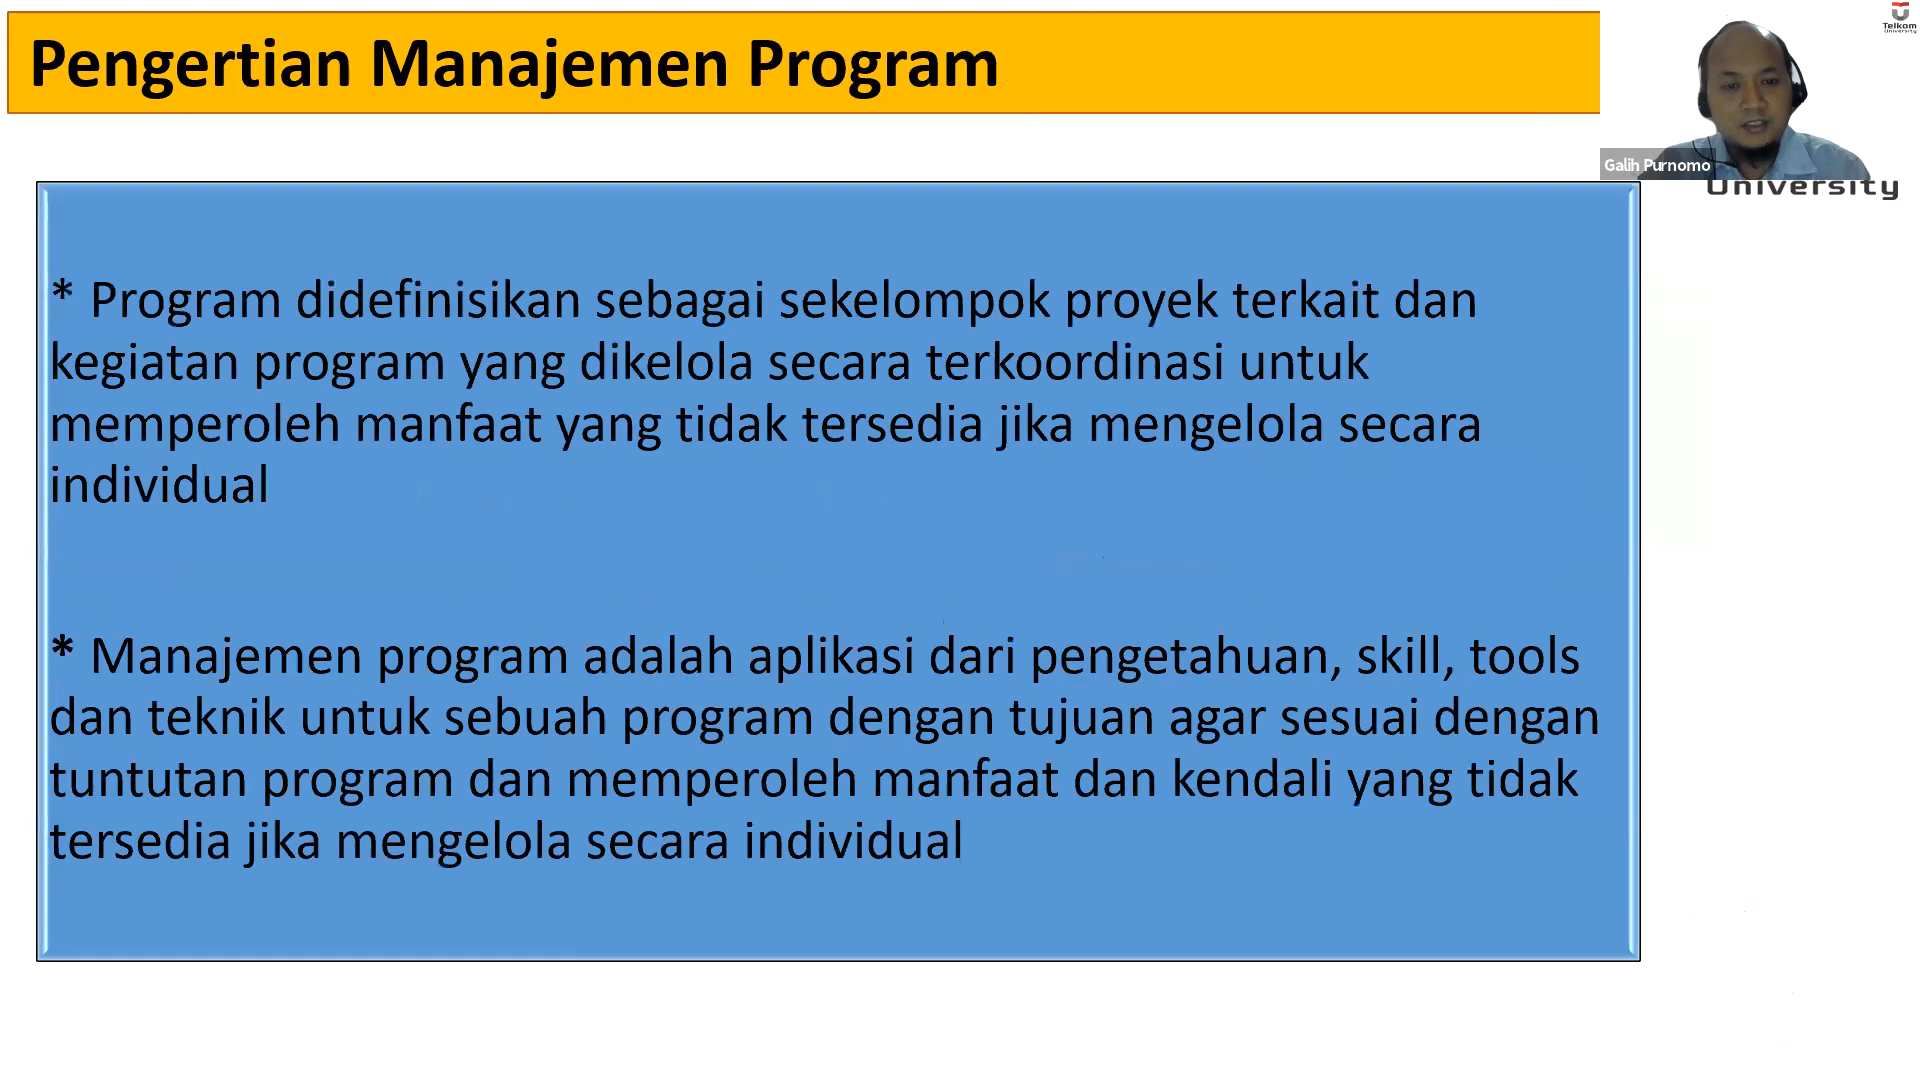 Pengertian Manajemen Program
Telkom
University
Galih Purnomo
University
* Program didefinisikan sebagai sekelompok proyek terkait dan
kegiatan program yang dikelola secara terkoordinasi untuk
memperoleh manfaat yang tidak tersedia jika mengelola secara
individual
* Manajemen program adalah aplikasi dari pengetahuan, skill, tools
dan teknik untuk sebuah program dengan tujuan agar sesuai dengan
tuntutan program dan memperoleh manfaat dan kendali yang tidak
tersedia jika mengelola secara individual